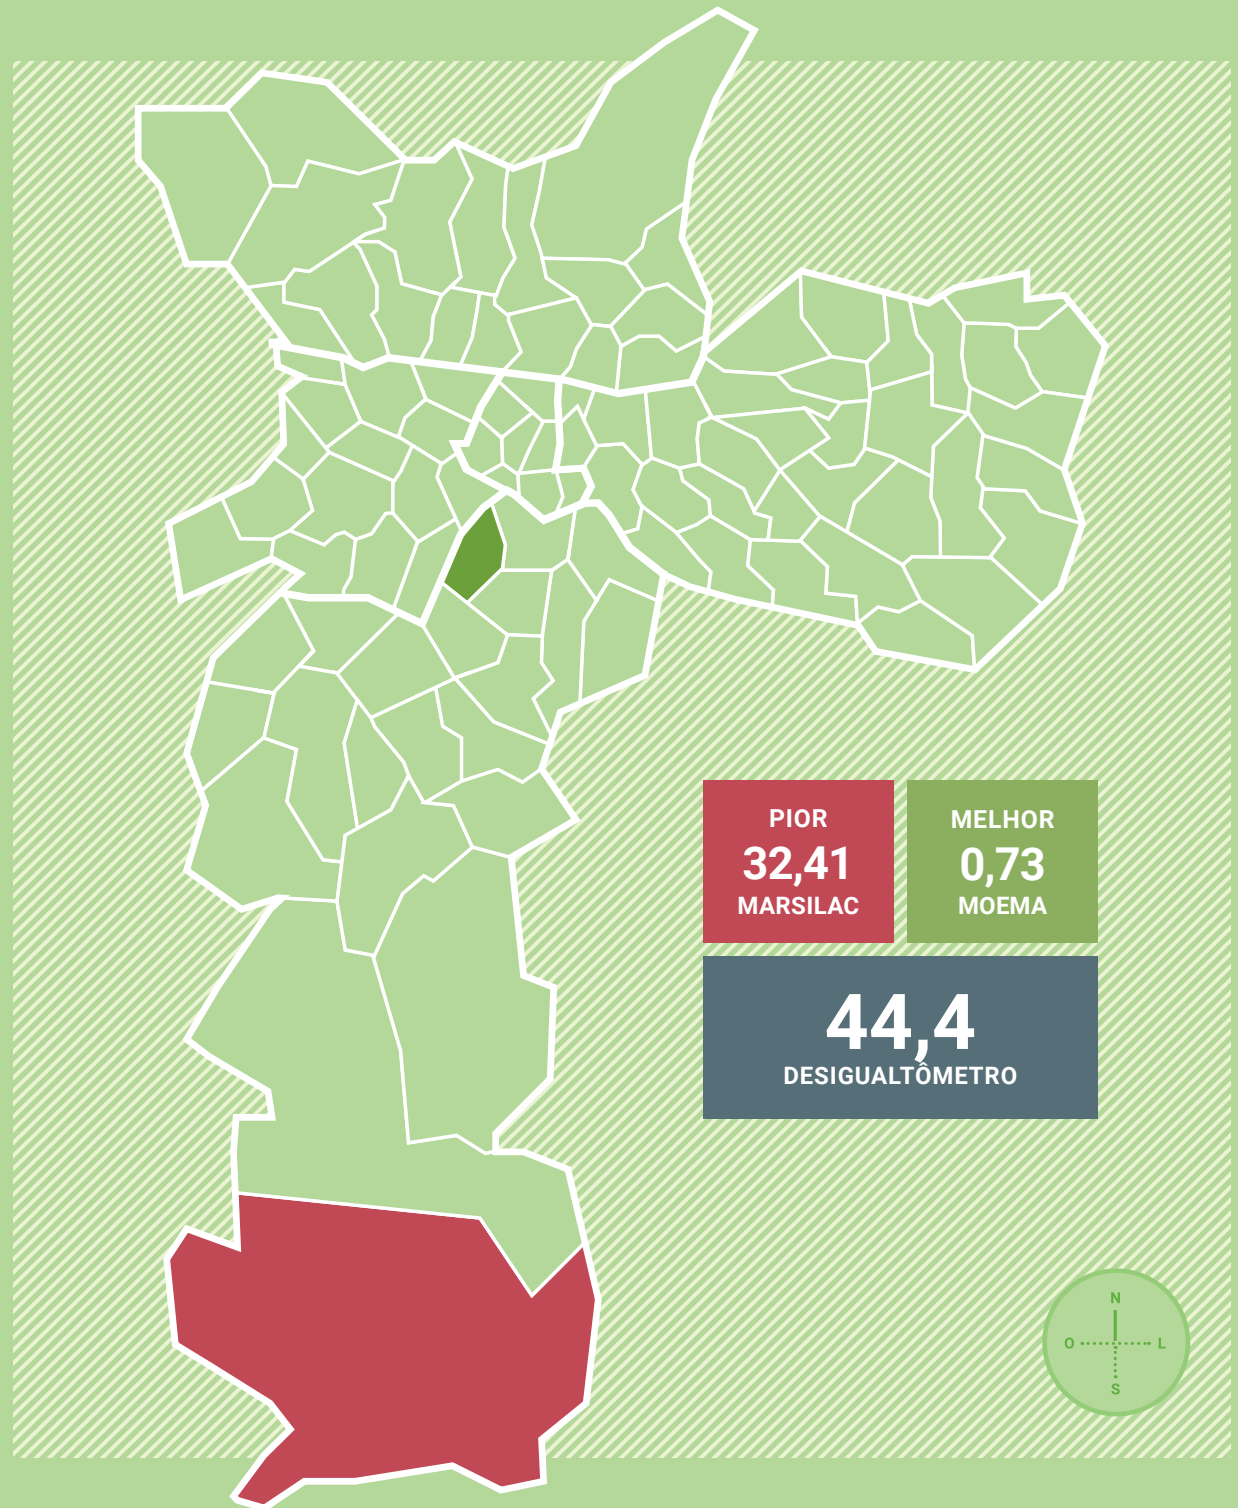 PIOR
32,41
MARSILAC
MELHOR
0,73
MOEMA
44,4
DESIGUALTÔMETRO
N
O L
S